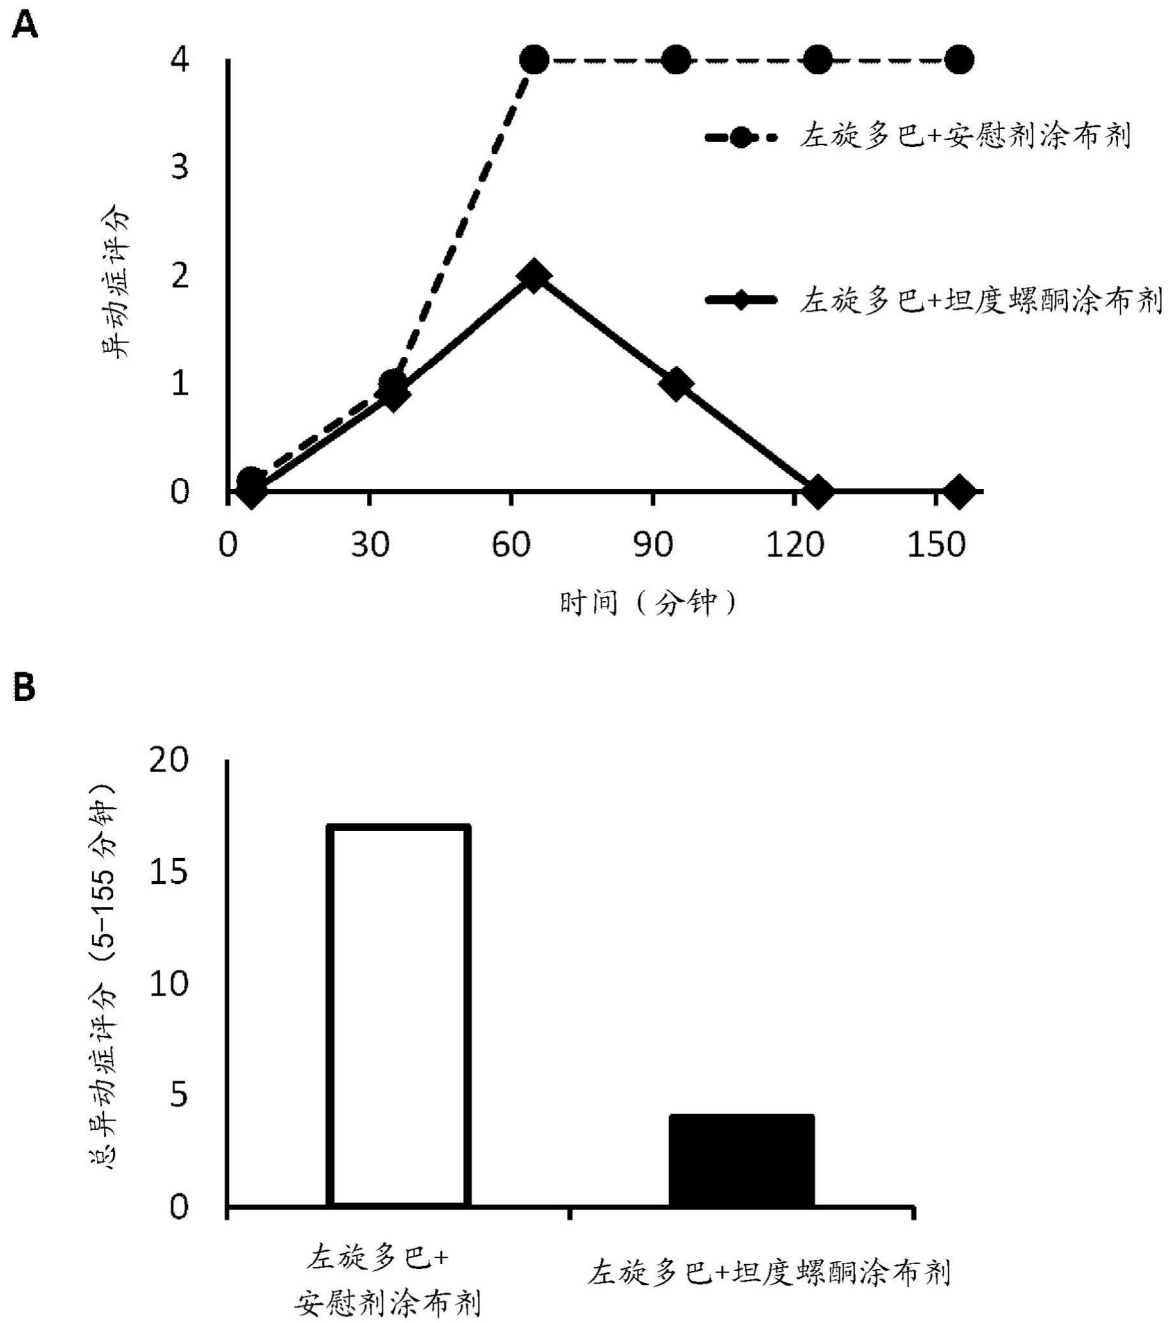 A
4
3
2
1
0
异动症评分
左旋多巴+安慰剂涂布剂
左旋多巴+坦度螺酮涂布剂
0 30 60 90 120 150
时间（分钟）
B
20
15
10
5
0
总异动症评分（5-155分钟）
左旋多巴+
安慰剂涂布剂
左旋多巴+坦度螺酮涂布剂